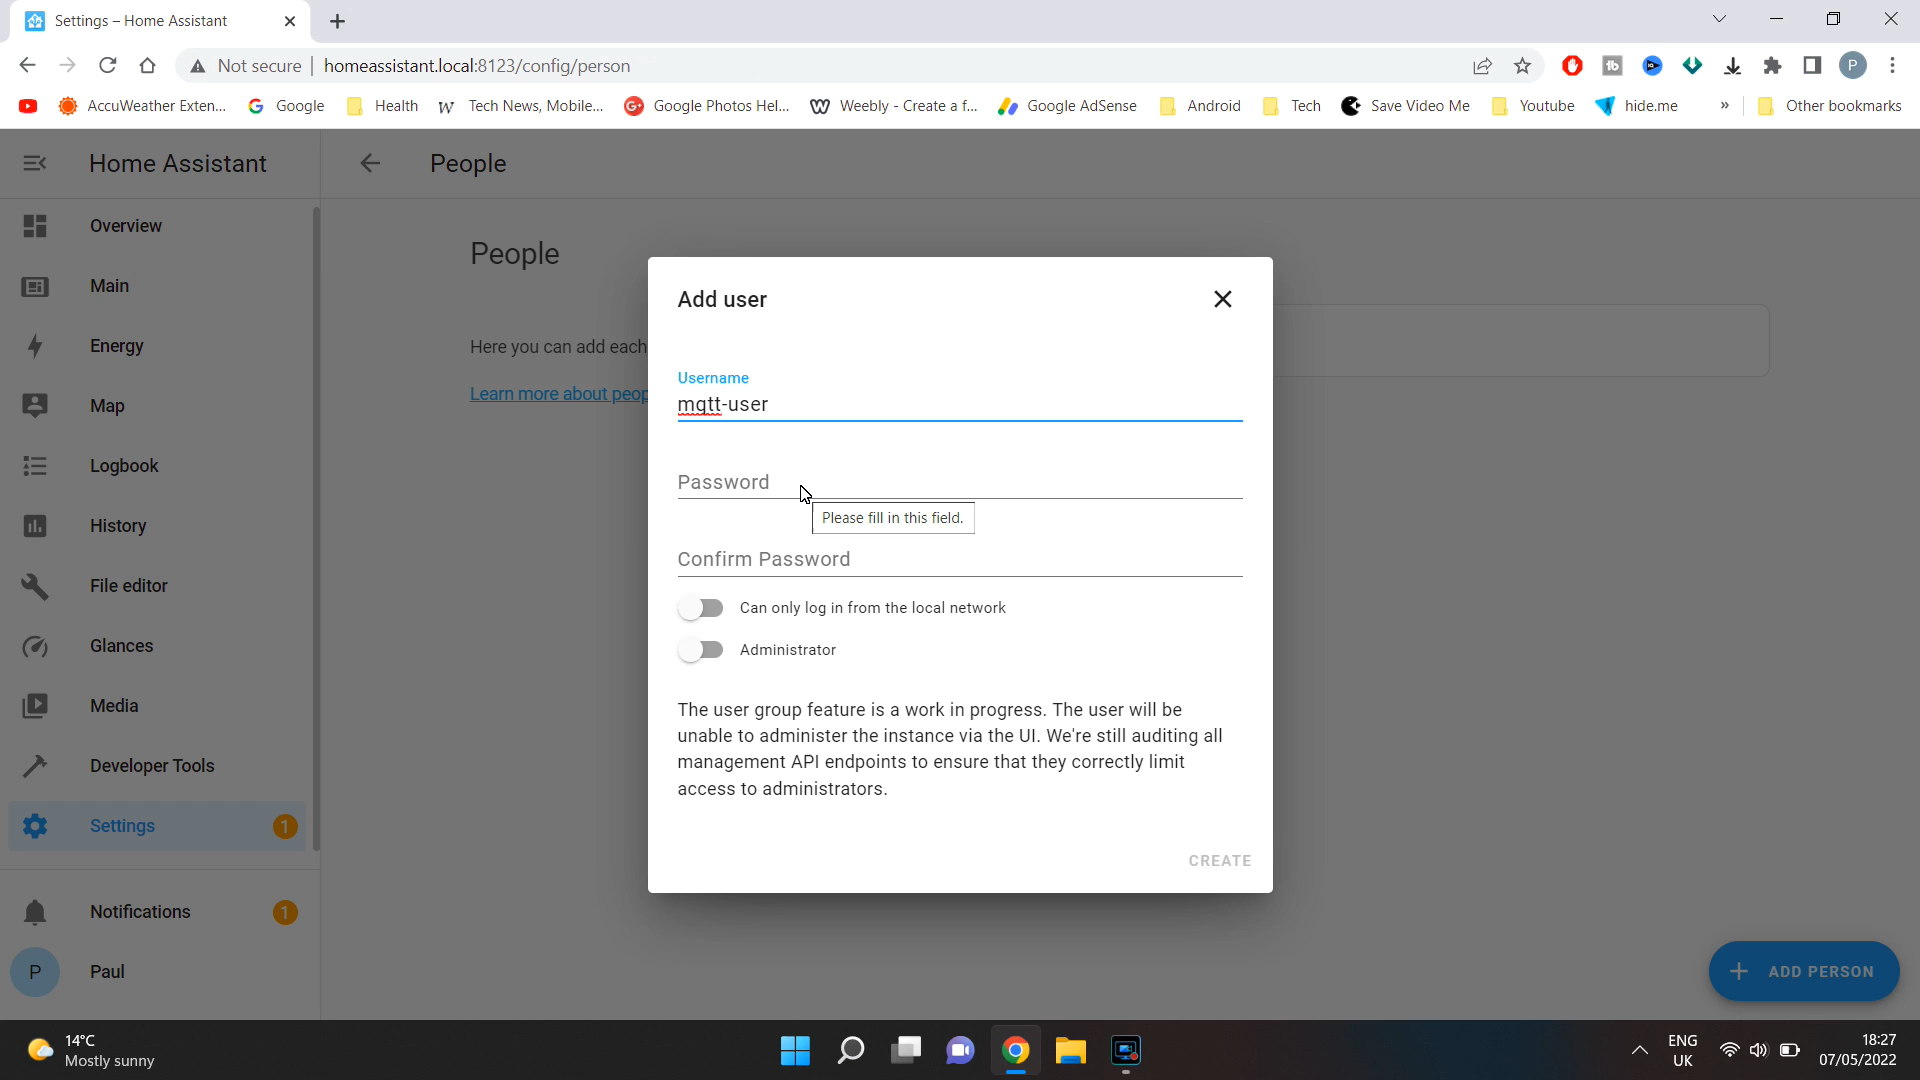 Settings – Home Assistant
Not secure | homeassistant.local:8123/config/person
P
AccuWeather Exten...
Google
Health
Tech News, Mobile...
Google Photos Hel...
Weebly - Create a f...
Google AdSense
Android
Tech
Save Video Me
Youtube
hide.me
»
Other bookmarks
Home Assistant
People
Overview
Main
Energy
Map
Logbook
History
File editor
Glances
Media
Developer Tools
Settings 1
Notifications 1
P Paul
People
Here you can add each
Learn more about peop
Add user
Username
mqtt-user
Password
Please fill in this field.
Confirm Password
Can only log in from the local network
Administrator
The user group feature is a work in progress. The user will be
unable to administer the instance via the UI. We're still auditing all
management API endpoints to ensure that they correctly limit
access to administrators.
CREATE
+ ADD PERSON
14°C
Mostly sunny
ENG
UK
18:27
07/05/2022